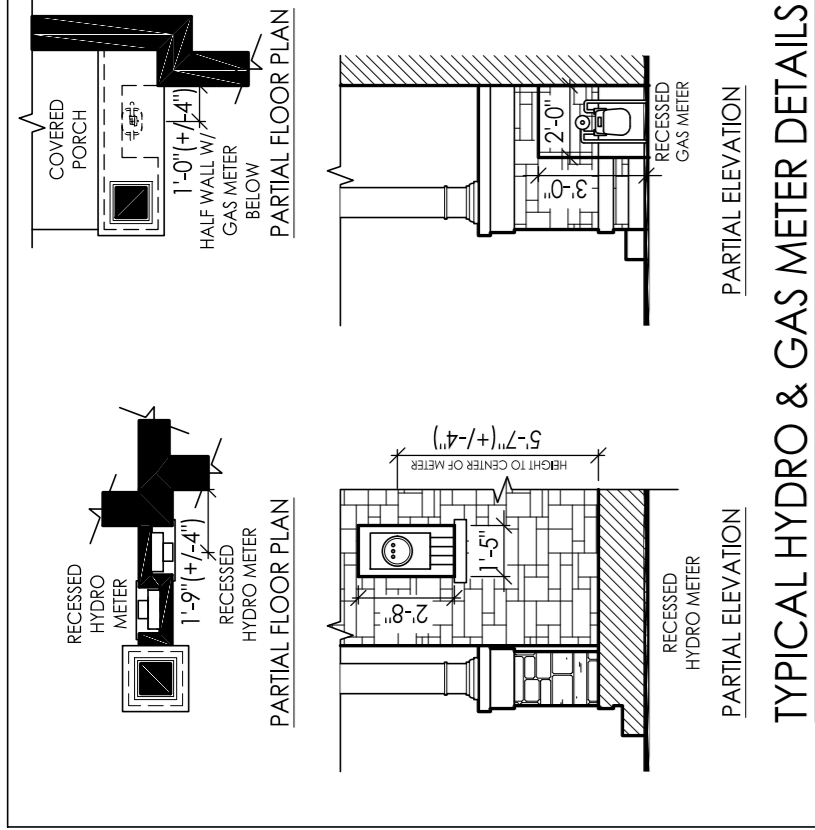 RECESSED
HYDRO
METER
1'-9"(+/-4")
RECESSED
HYDRO METER
PARTIAL FLOOR PLAN
COVERED
PORCH
1'-0"(+/-4")
HALF WALL W/
GAS METER
BELOW
PARTIAL FLOOR PLAN
2'-8"
1'-5"
HEIGHT TO CENTER OF METER
5'-7"(+/-4")
RECESSED
HYDRO METER
PARTIAL ELEVATION
2'-0"
3'-0"
RECESSED
GAS METER
PARTIAL ELEVATION
TYPICAL HYDRO & GAS METER DETAILS